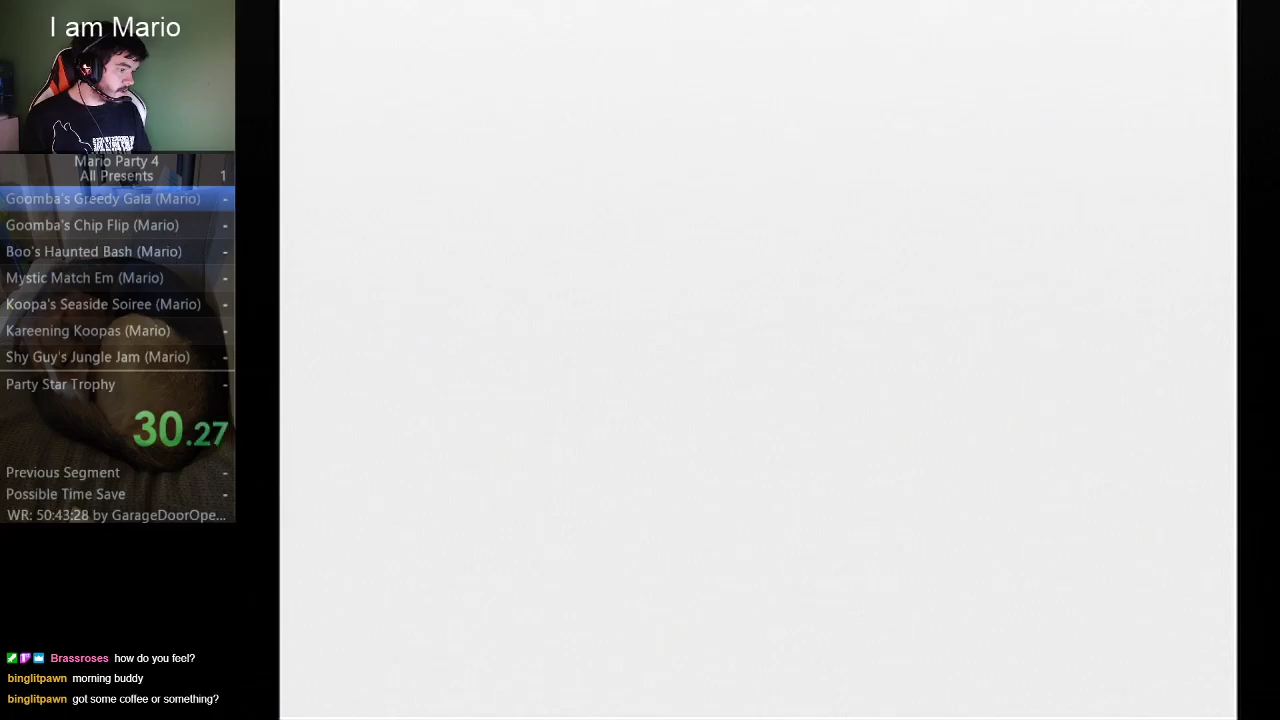 I am Mario
Mario Party 4
All Presents 1
Goomba's Greedy Gala (Mario) -
Goomba's Chip Flip (Mario) -
Boo's Haunted Bash (Mario) -
Mystic Match Em (Mario) -
Koopa's Seaside Soiree (Mario) -
Kareening Koopas (Mario) -
Shy Guy's Jungle Jam (Mario) -
Party Star Trophy -
30.27
Previous Segment -
Possible Time Save -
WR: 50:43:28 by GarageDoorOpe...
Brassroses how do you feel?
binglitpawn morning buddy
binglitpawn got some coffee or something?